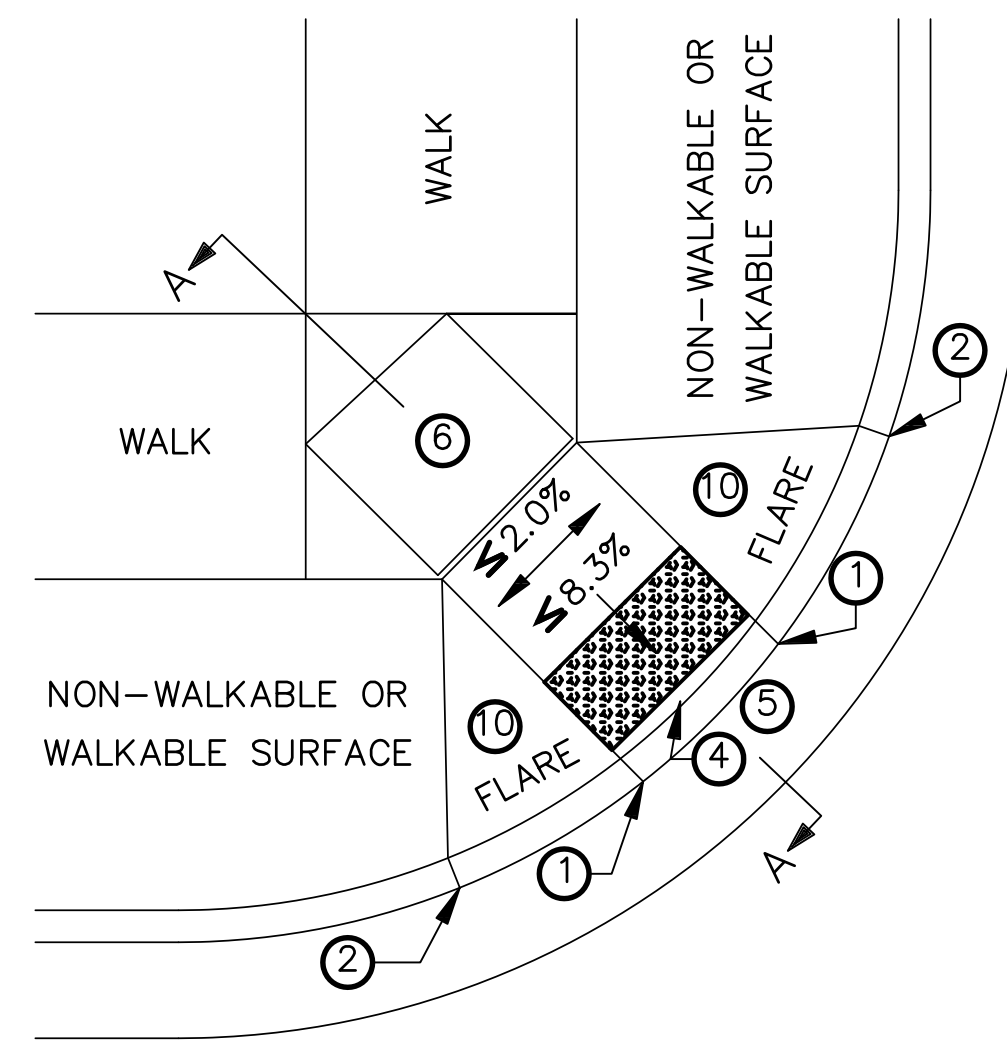 NON-WALKABLE OR
WALKABLE SURFACE
WALK
A
2
WALK
6
10
FLARE
≤2.0%
≤8.3%
1
NON-WALKABLE OR
WALKABLE SURFACE
10
FLARE
5
4
1
A
2